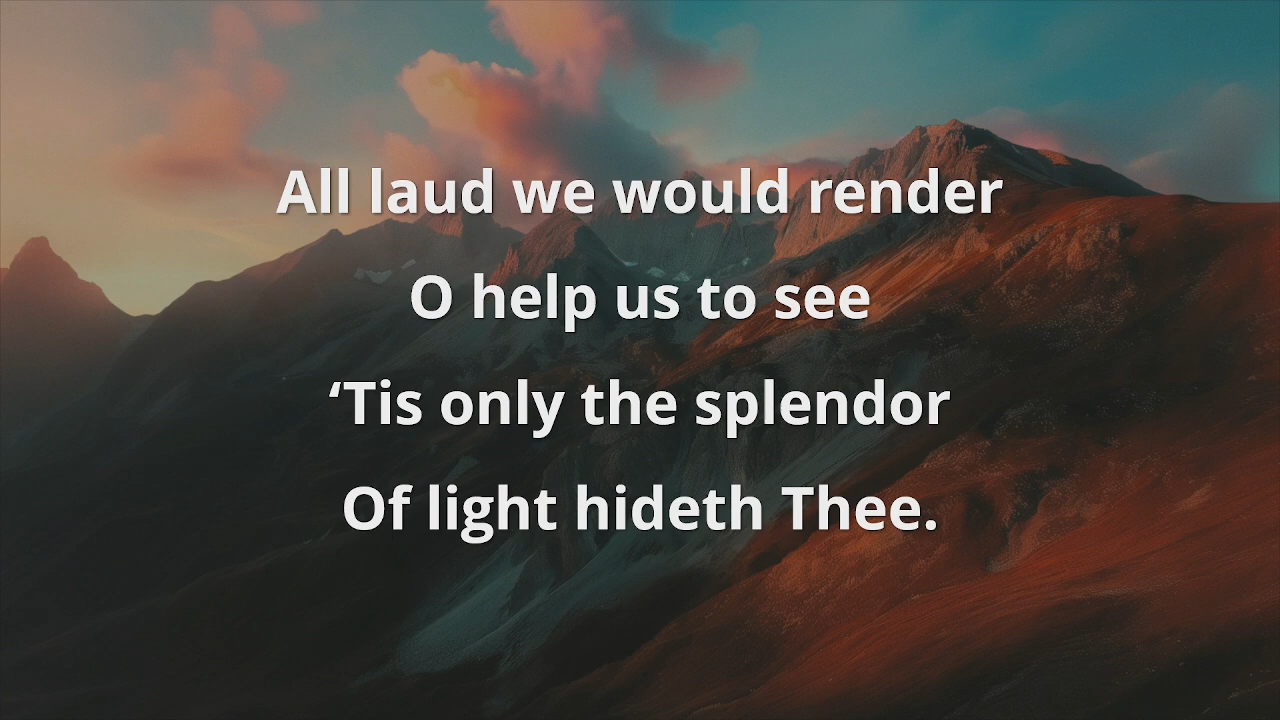 All laud we would render
O help us to see
‘Tis only the splendor
Of light hideth Thee.